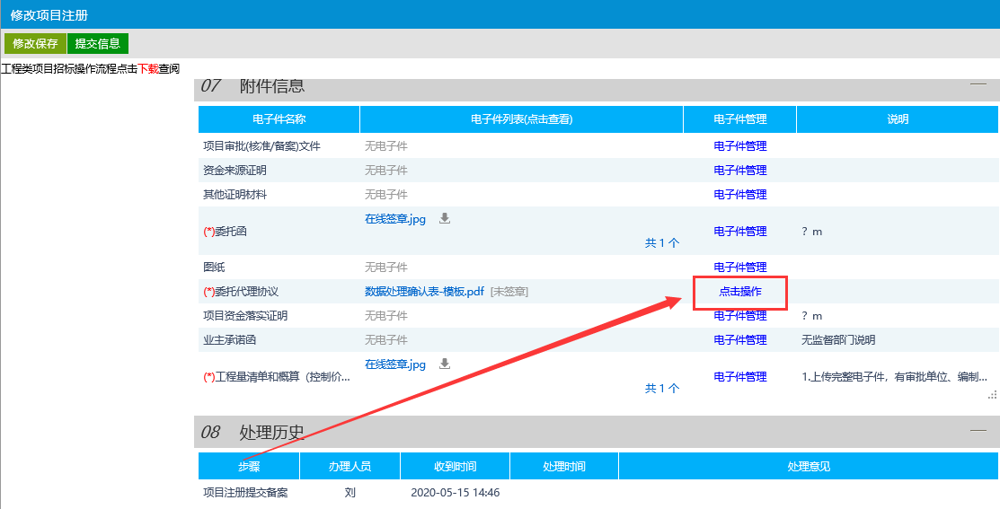 修改项目注册
修改保存 提交信息
工程类项目招标操作流程点击下载查阅
07 附件信息
电子件名称 电子件列表(点击查看) 电子件管理 说明
项目审批(核准/备案)文件 无电子件 电子件管理
资金来源证明 无电子件 电子件管理
其他证明材料 无电子件 电子件管理
在线签章.jpg
(*)委托函 电子件管理 ? m
共 1 个
图纸 无电子件 电子件管理
(*)委托代理协议 数据处理确认表-模板.pdf [未签章] 点击操作
项目资金落实证明 无电子件 电子件管理 ? m
业主承诺函 无电子件 电子件管理 无监督部门说明
在线签章.jpg
(*)工程量清单和概算（控制价... 电子件管理 1.上传完整电子件，有审批单位、编制...
共 1 个
08 处理历史
步骤 办理人员 收到时间 处理时间 处理意见
项目注册提交备案 刘 2020-05-15 14:46